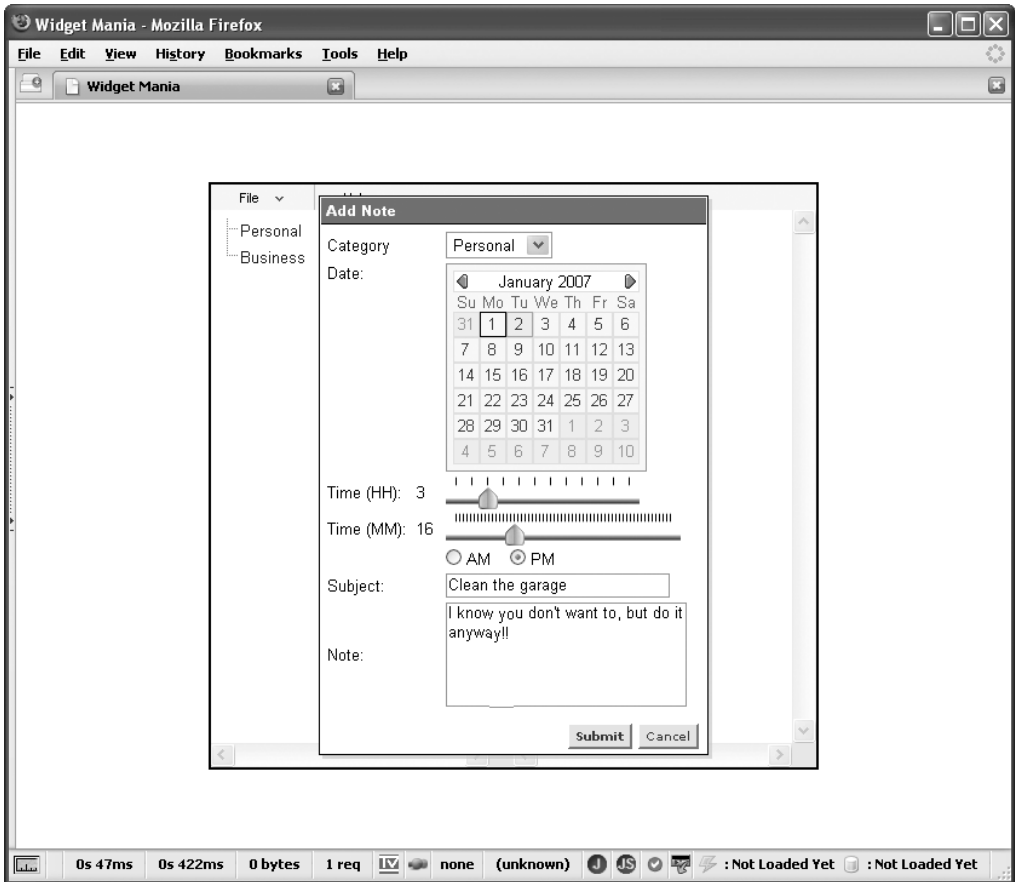 Widget Mania - Mozilla Firefox
File Edit View History Bookmarks Tools Help
Widget Mania
File
Add Note
Personal
Business
Category Personal
Date:
January 2007
Su Mo Tu We Th Fr Sa
31 1 2 3 4 5 6
7 8 9 10 11 12 13
14 15 16 17 18 19 20
21 22 23 24 25 26 27
28 29 30 31 1 2 3
4 5 6 7 8 9 10
Time (HH): 3
Time (MM): 16
AM PM
Subject: Clean the garage
I know you don't want to, but do it
anyway!!
Note:
Submit Cancel
0s 47ms 0s 422ms 0 bytes 1 req IV none (unknown) J JS : Not Loaded Yet : Not Loaded Yet